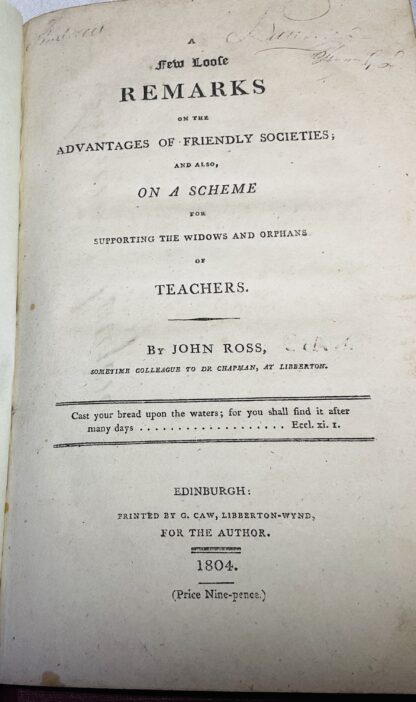 A
Few Loose
REMARKS
ON THE
ADVANTAGES OF FRIENDLY SOCIETIES;
AND ALSO,
ON A SCHEME
FOR
SUPPORTING THE WIDOWS AND ORPHANS
OF
TEACHERS.
BY JOHN ROSS,
SOMETIME COLLEAGUE TO DR CHAPMAN, AT LIBBERTON.
Cast your bread upon the waters; for you shall find it after
many days . . . . . . . . . . . . . . . . . . . Eccl. xi. 1.
EDINBURGH:
PRINTED BY G. CAW, LIBBERTON-WYND,
FOR THE AUTHOR.
1804.
(Price Nine-pence.)